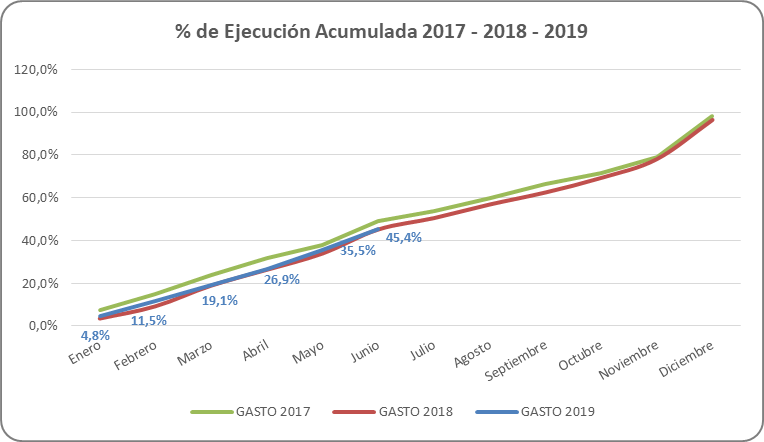 % de Ejecución Acumulada 2017 - 2018 - 2019
120,0%
100,0%
80,0%
60,0%
40,0%
20,0%
0,0%
4,8%
11,5%
19,1%
26,9%
35,5%
45,4%
Enero
Febrero
Marzo
Abril
Mayo
Junio
Julio
Agosto
Septiembre
Octubre
Noviembre
Diciembre
GASTO 2017
GASTO 2018
GASTO 2019